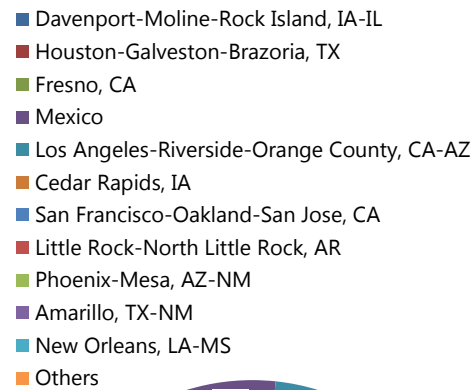 Davenport-Moline-Rock Island, IA-IL
Houston-Galveston-Brazoria, TX
Fresno, CA
Mexico
Los Angeles-Riverside-Orange County, CA-AZ
Cedar Rapids, IA
San Francisco-Oakland-San Jose, CA
Little Rock-North Little Rock, AR
Phoenix-Mesa, AZ-NM
Amarillo, TX-NM
New Orleans, LA-MS
Others